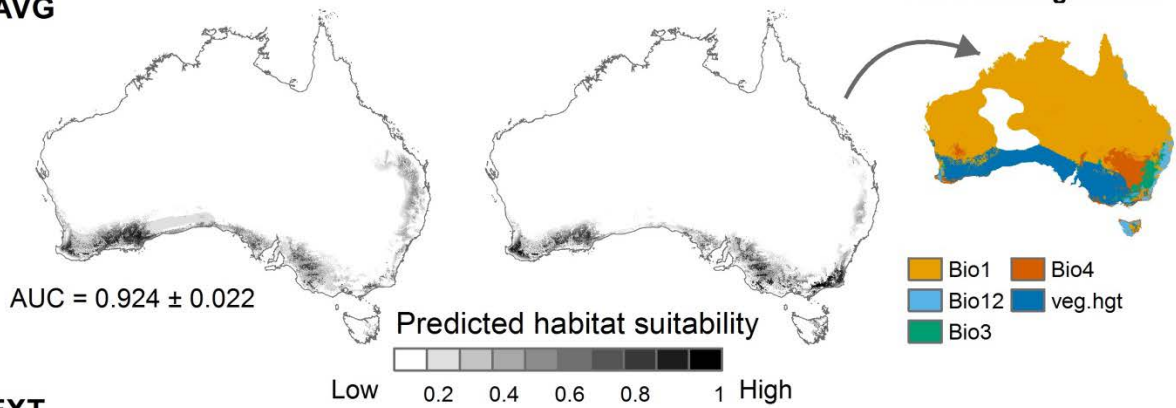 AVG
AUC = 0.924 ± 0.022
Predicted habitat suitability
Low 0.2 0.4 0.6 0.8 1 High
Bio1 Bio4
Bio12 veg.hgt
Bio3